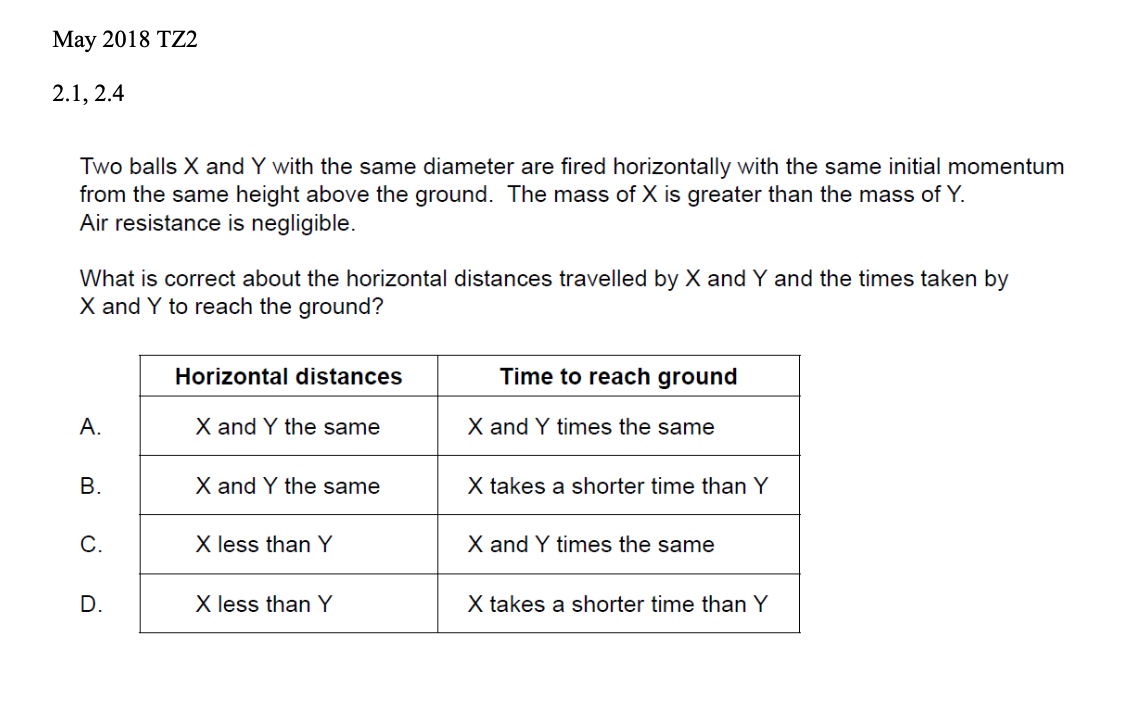 May 2018 TZ2
2.1, 2.4
Two balls X and Y with the same diameter are fired horizontally with the same initial momentum
from the same height above the ground. The mass of X is greater than the mass of Y.
Air resistance is negligible.
What is correct about the horizontal distances travelled by X and Y and the times taken by
X and Y to reach the ground?
Horizontal distances Time to reach ground
A. X and Y the same X and Y times the same
B. X and Y the same X takes a shorter time than Y
C. X less than Y X and Y times the same
D. X less than Y X takes a shorter time than Y